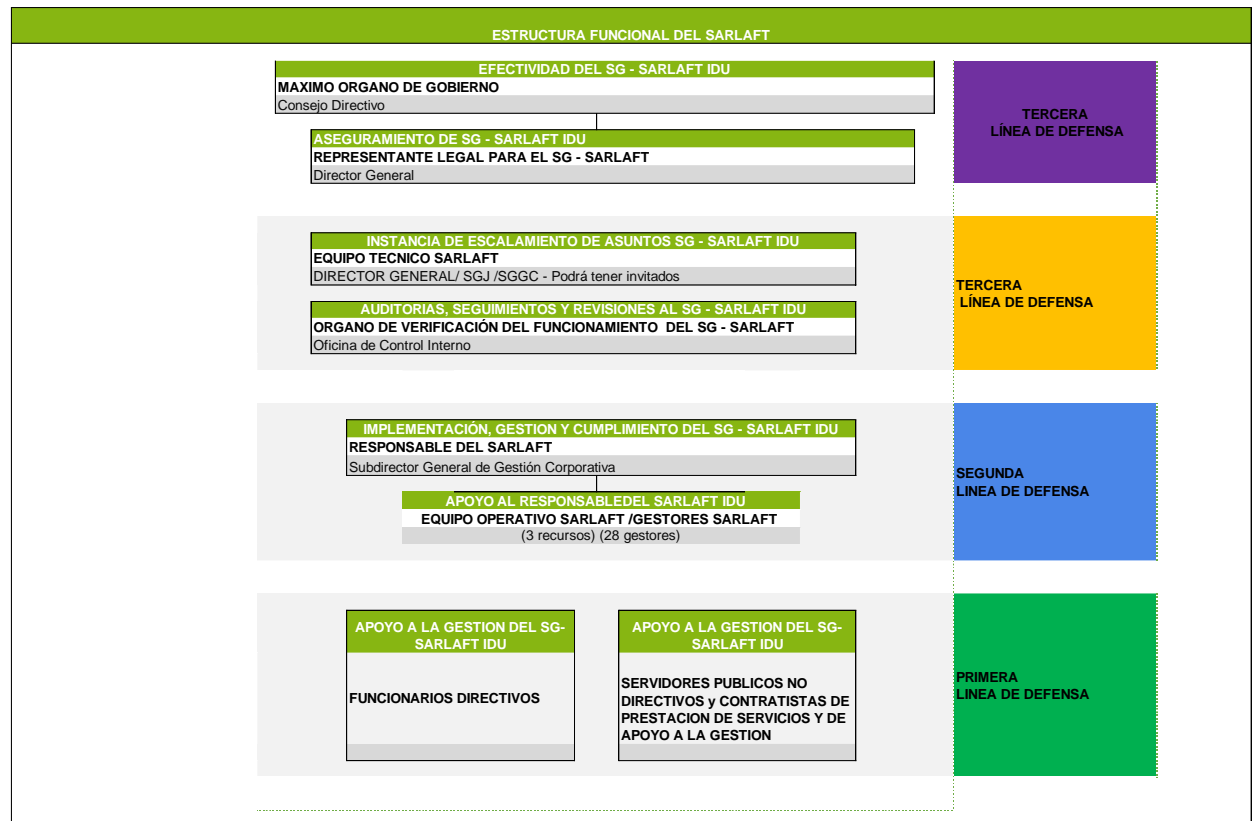 ESTRUCTURA FUNCIONAL DEL SARLAFT
EFECTIVIDAD DEL SG - SARLAFT IDU
MAXIMO ORGANO DE GOBIERNO
Consejo Directivo
TERCERA
LÍNEA DE DEFENSA
ASEGURAMIENTO DE SG - SARLAFT IDU
REPRESENTANTE LEGAL PARA EL SG - SARLAFT
Director General
INSTANCIA DE ESCALAMIENTO DE ASUNTOS SG - SARLAFT IDU
EQUIPO TECNICO SARLAFT
DIRECTOR GENERAL/ SGJ /SGGC - Podrá tener invitados
TERCERA
LÍNEA DE DEFENSA
AUDITORIAS, SEGUIMIENTOS Y REVISIONES AL SG - SARLAFT IDU
ORGANO DE VERIFICACIÓN DEL FUNCIONAMIENTO DEL SG - SARLAFT
Oficina de Control Interno
IMPLEMENTACIÓN, GESTION Y CUMPLIMIENTO DEL SG - SARLAFT IDU
RESPONSABLE DEL SARLAFT
Subdirector General de Gestión Corporativa
SEGUNDA
LINEA DE DEFENSA
APOYO AL RESPONSABLEDEL SARLAFT IDU
EQUIPO OPERATIVO SARLAFT /GESTORES SARLAFT
(3 recursos) (28 gestores)
APOYO A LA GESTION DEL SG-
SARLAFT IDU
FUNCIONARIOS DIRECTIVOS
APOYO A LA GESTION DEL SG-
SARLAFT IDU
SERVIDORES PUBLICOS NO
DIRECTIVOS y CONTRATISTAS DE
PRESTACION DE SERVICIOS Y DE
APOYO A LA GESTION
PRIMERA
LINEA DE DEFENSA